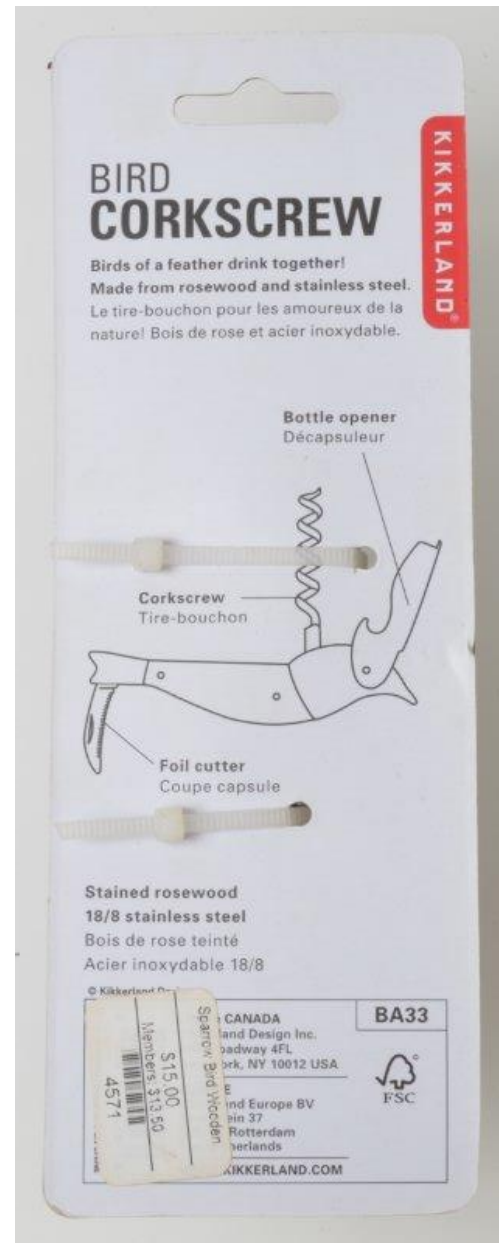 KIKKERLAND®
BIRD
CORKSCREW
Birds of a feather drink together!
Made from rosewood and stainless steel.
Le tire-bouchon pour les amoureux de la
nature! Bois de rose et acier inoxydable.
Bottle opener
Décapsuleur
Corkscrew
Tire-bouchon
Foil cutter
Coupe capsule
Stained rosewood
18/8 stainless steel
Bois de rose teinté
Acier inoxydable 18/8
© Kikkerland
CANADA
Design Inc.
4FL
NY 10012 USA
Europe BV
37
Rotterdam
KIKKERLAND.COM
BA33
FSC
Sparrow Bird Wooden
$15.00
Members: $13.50
4571